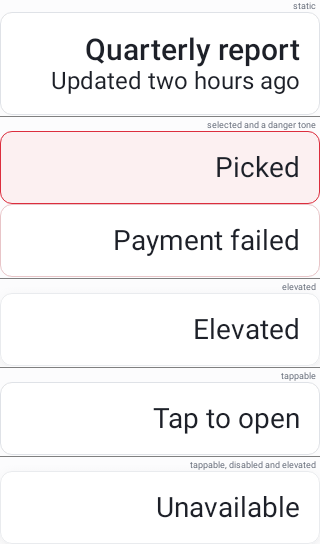 static
Quarterly report
Updated two hours ago
selected and a danger tone
Picked
Payment failed
elevated
Elevated
tappable
Tap to open
tappable, disabled and elevated
Unavailable